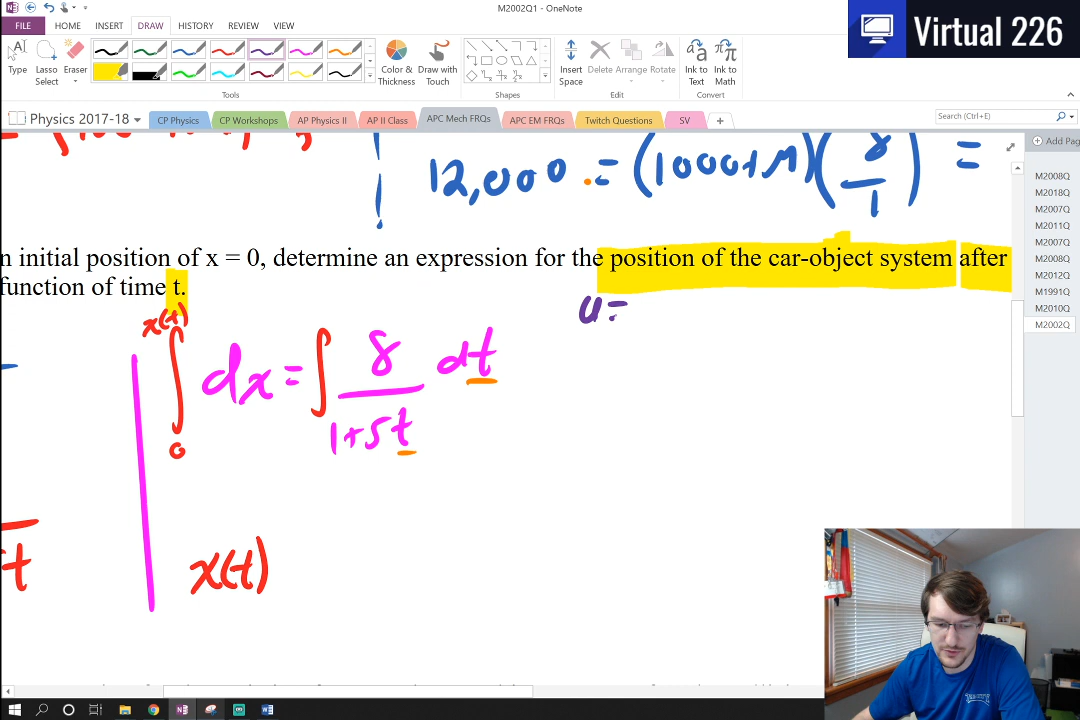 M2002Q1 - OneNote
Virtual 226
FILE HOME INSERT DRAW HISTORY REVIEW VIEW
Type Lasso Select Eraser Color & Thickness Draw with Touch Insert Space Delete Arrange Rotate Ink to Text Ink to Math
Tools Shapes Edit Convert
Physics 2017-18 CP Physics CP Workshops AP Physics II AP II Class APC Mech FRQs APC EM FRQs Twitch Questions SV + Search (Ctrl+E)
Add Pag
M2008Q
M2018Q
M2007Q
M2011Q
M2007Q
M2008Q
M2012Q
M1991Q
M2010Q
M2002Q
12,000 = (1000+M)(8/1) =
n initial position of x = 0, determine an expression for the position of the car-object system after
function of time t.
u=
x(t)
∫ dx = ∫ 8/(1+5t) dt
0
t
x(t)